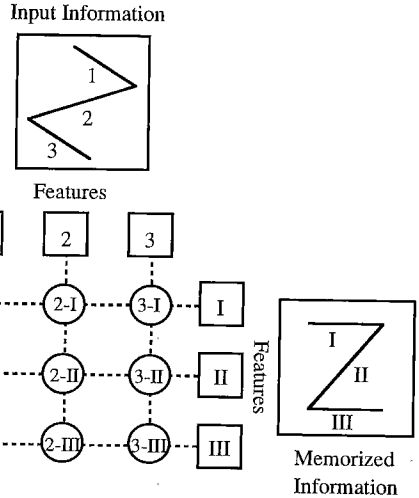 Input Information
1
2
3
Features
2 3
2-I 3-I I
2-II 3-II II
2-III 3-III III
Features
I
II
III
Memorized
Information